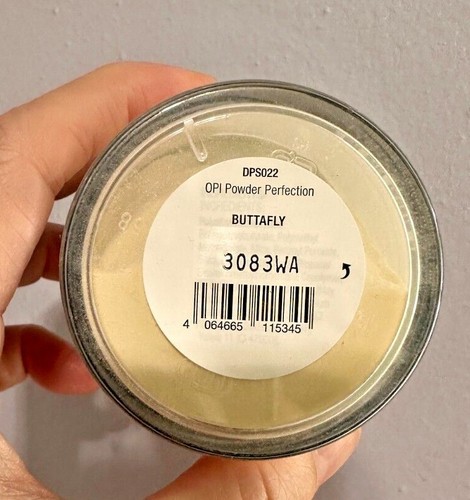 DPS022
OPI Powder Perfection
BUTTAFLY
3083WA
4 064665 115345